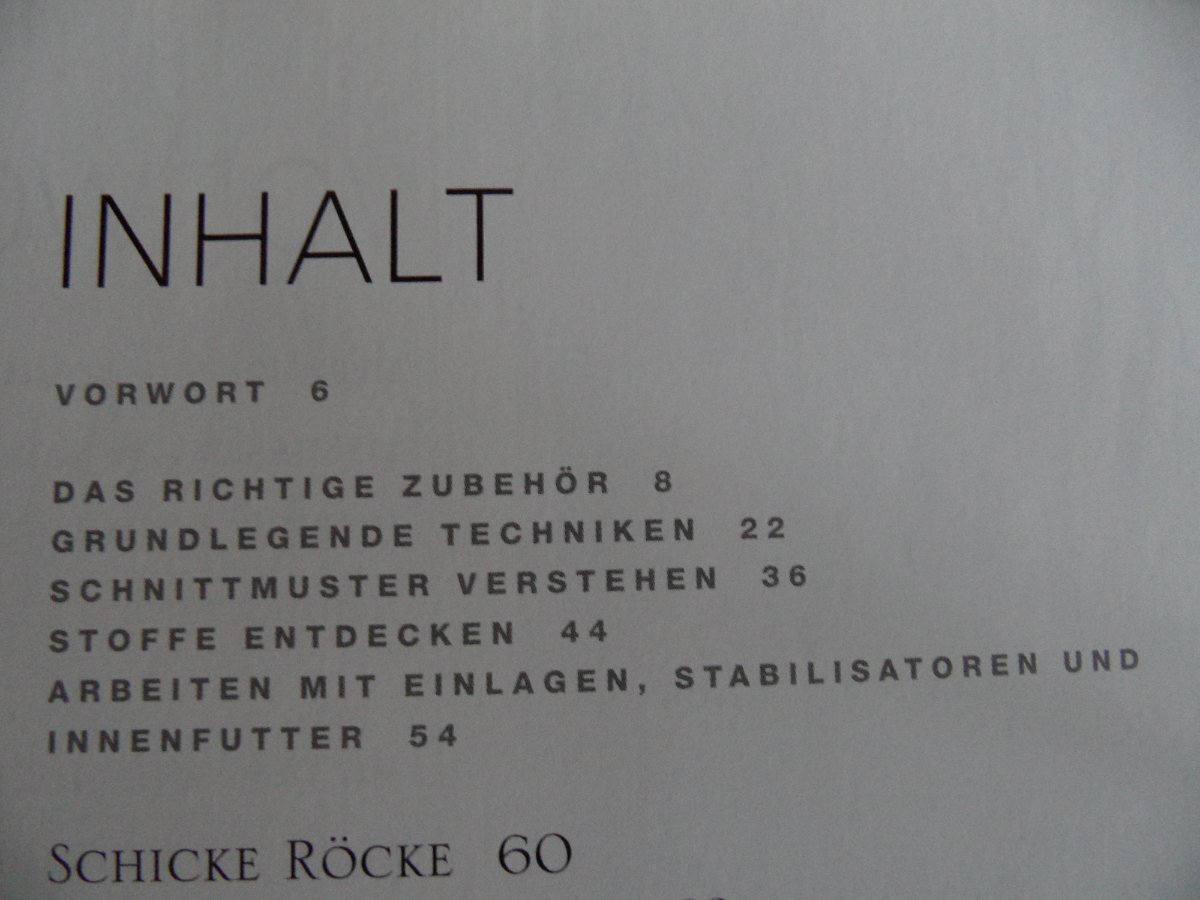 INHALT
VORWORT 6
DAS RICHTIGE ZUBEHÖR 8
GRUNDLEGENDE TECHNIKEN 22
SCHNITTMUSTER VERSTEHEN 36
STOFFE ENTDECKEN 44
ARBEITEN MIT EINLAGEN, STABILISATOREN UND
INNENFUTTER 54
SCHICKE RÖCKE 60